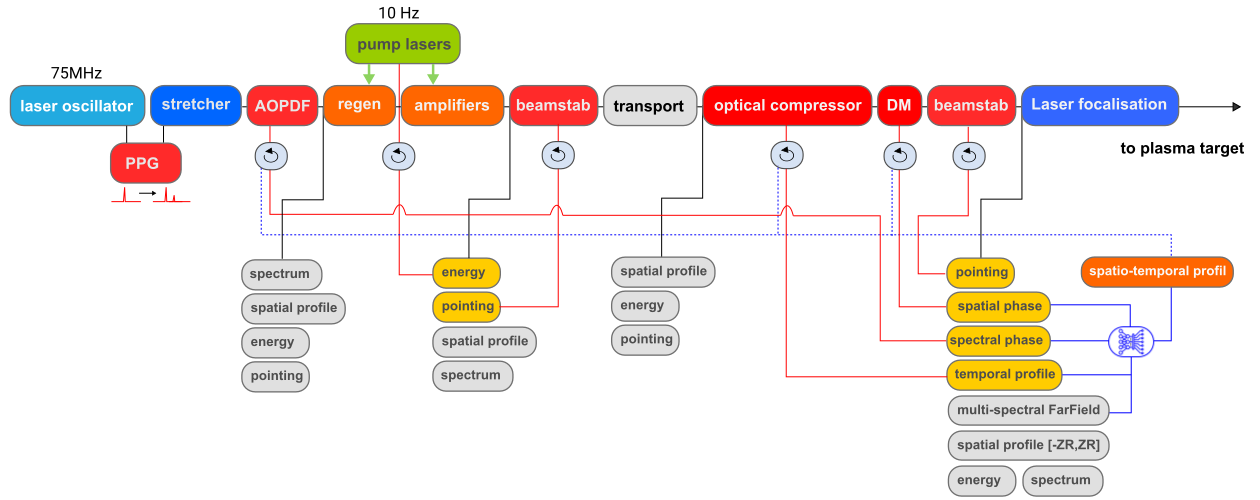 10 Hz
pump lasers
75MHz
laser oscillator
stretcher
AOPDF
regen
amplifiers
beamstab
transport
optical compressor
DM
beamstab
Laser focalisation
to plasma target
PPG
spectrum
spatial profile
energy
pointing
energy
pointing
spatial profile
spectrum
spatial profile
energy
pointing
pointing
spatial phase
spectral phase
temporal profile
multi-spectral FarField
spatial profile [-ZR,ZR]
energy
spectrum
spatio-temporal profil